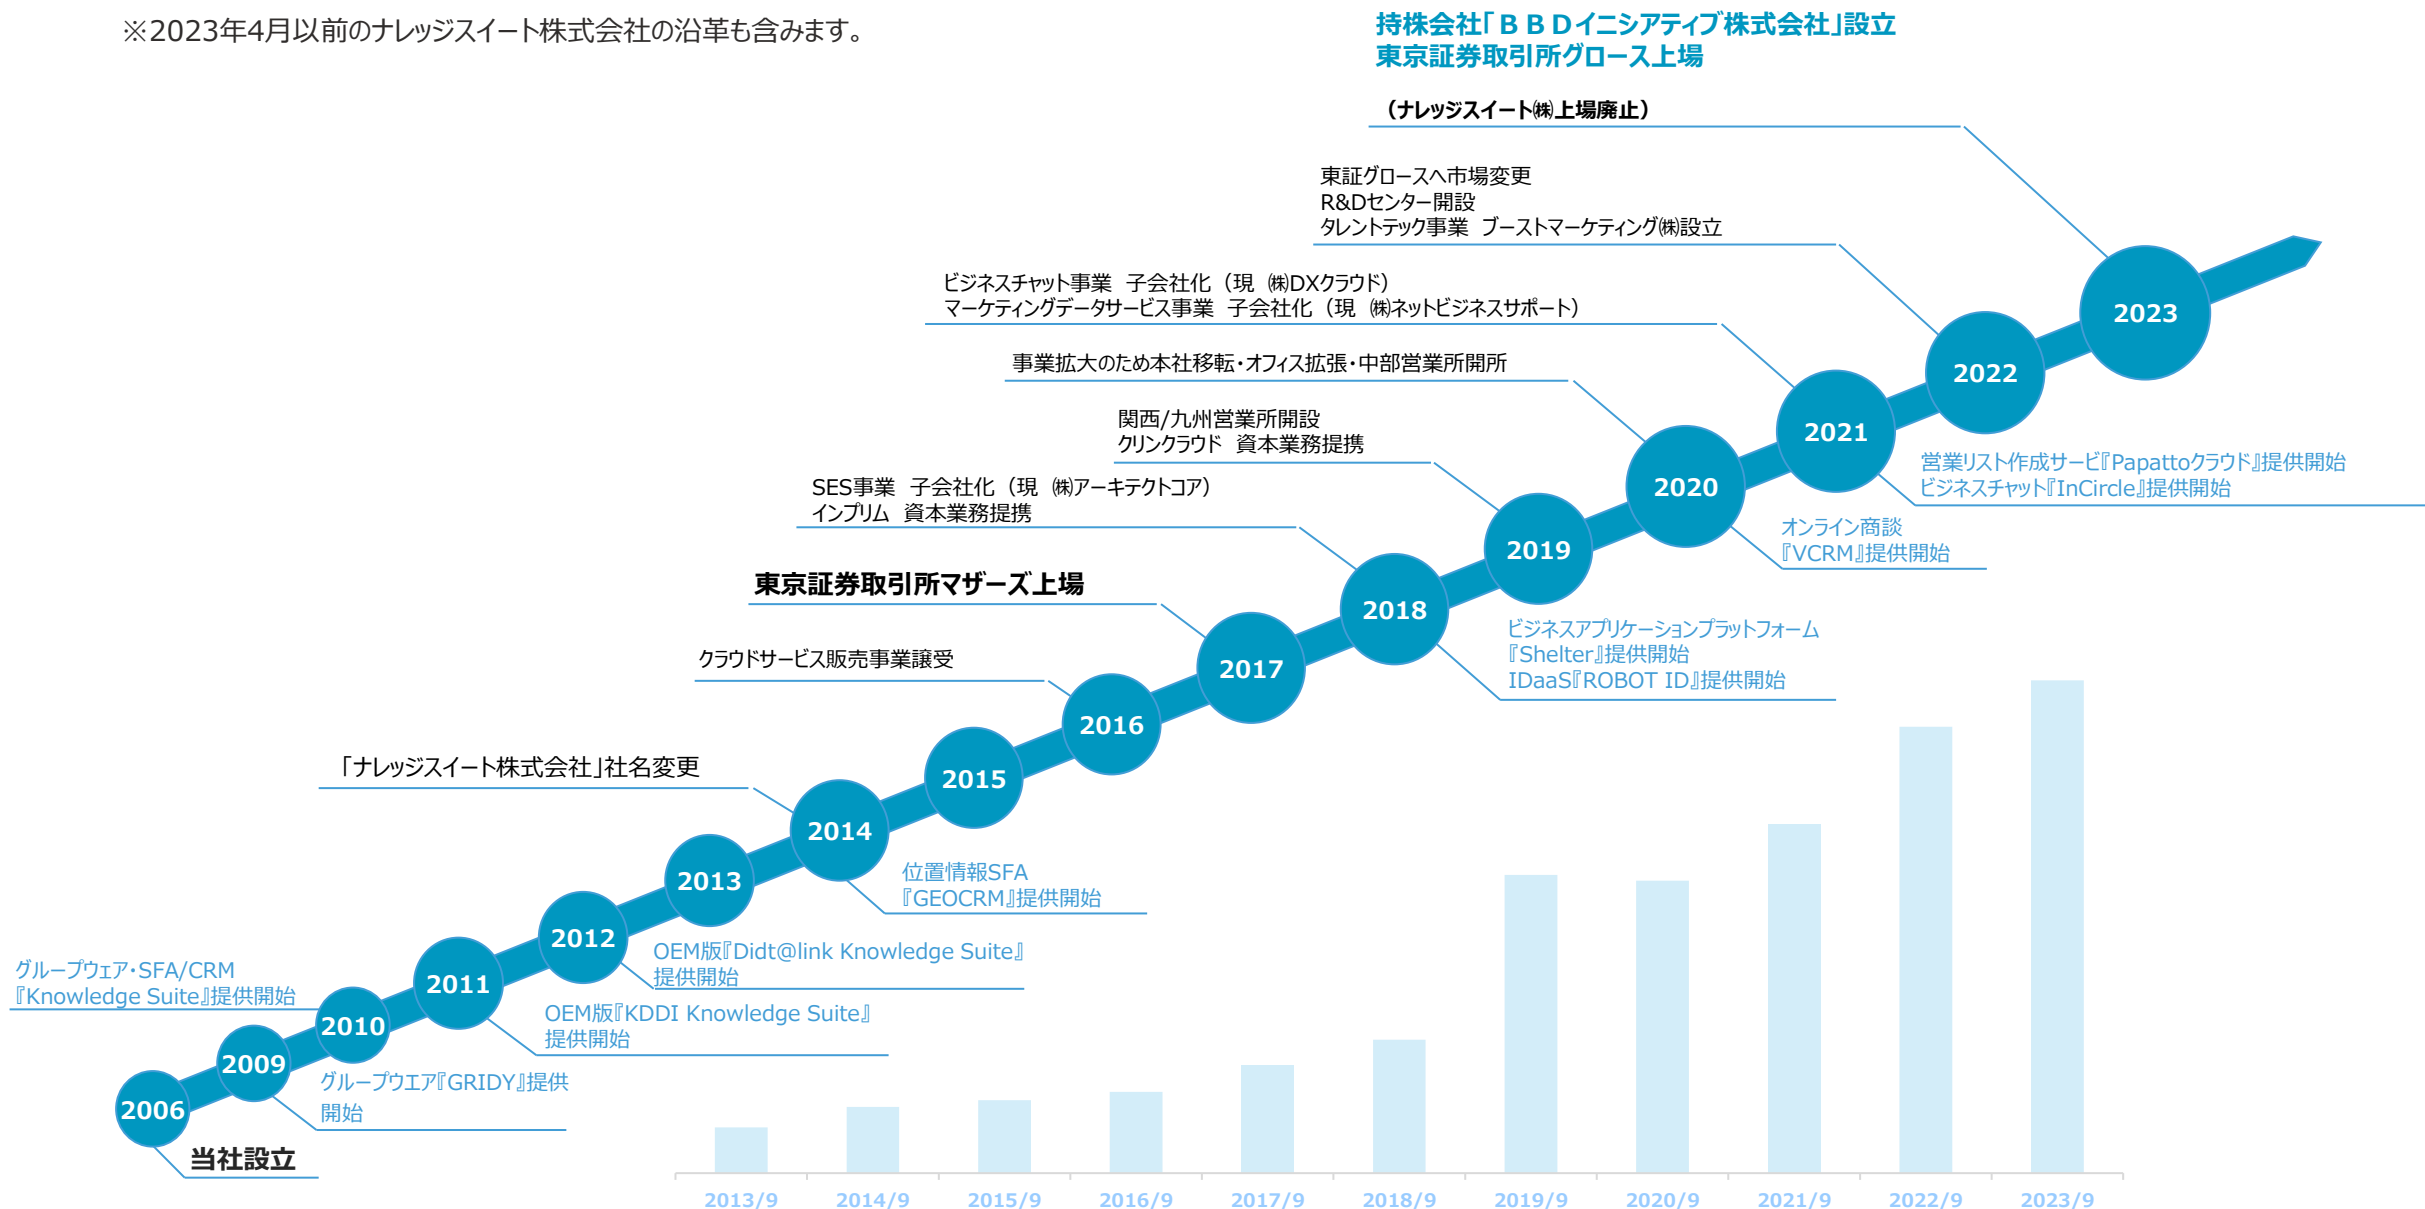 ※2023年4月以前のナレッジスイート株式会社の沿革も含みます。
持株会社「ＢＢＤイニシアティブ株式会社」設立
東京証券取引所グロース上場
（ナレッジスイート㈱上場廃止）
東証グロースへ市場変更
R&Dセンター開設
タレントテック事業　ブーストマーケティング㈱設立
ビジネスチャット事業　子会社化（現　㈱DXクラウド）
マーケティングデータサービス事業　子会社化（現　㈱ネットビジネスサポート）
事業拡大のため本社移転・オフィス拡張・中部営業所開所
関西/九州営業所開設
クリンクラウド　資本業務提携
SES事業　子会社化（現　㈱アーキテクトコア）
インプリム　資本業務提携
東京証券取引所マザーズ上場
クラウドサービス販売事業譲受
「ナレッジスイート株式会社」社名変更
グループウェア・SFA/CRM
『Knowledge Suite』提供開始
2006
2009
2010
2011
2012
2013
2014
2015
2016
2017
2018
2019
2020
2021
2022
2023
当社設立
グループウエア『GRIDY』提供
開始
OEM版『KDDI Knowledge Suite』
提供開始
OEM版『Didt@link Knowledge Suite』
提供開始
位置情報SFA
『GEOCRM』提供開始
ビジネスアプリケーションプラットフォーム
『Shelter』提供開始
IDaaS『ROBOT ID』提供開始
オンライン商談
『VCRM』提供開始
営業リスト作成サービ『Papattoクラウド』提供開始
ビジネスチャット『InCircle』提供開始
2013/9
2014/9
2015/9
2016/9
2017/9
2018/9
2019/9
2020/9
2021/9
2022/9
2023/9